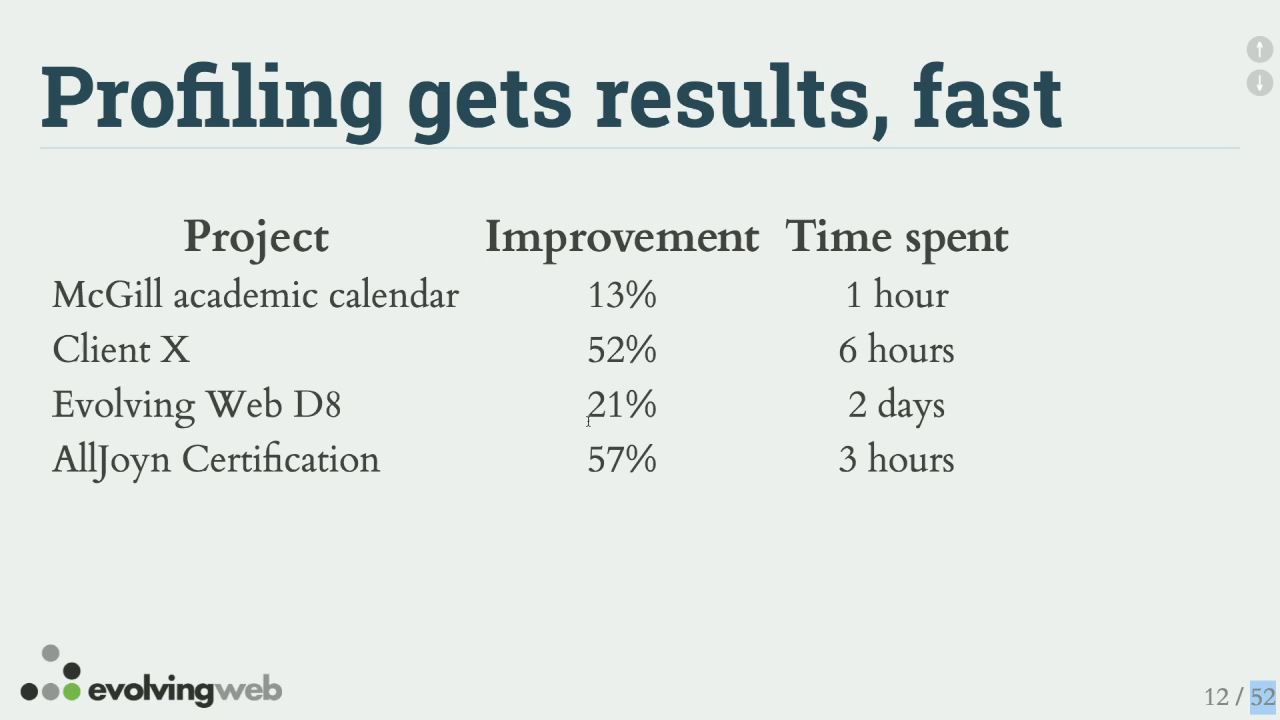 Profiling gets results, fast
Project Improvement Time spent
McGill academic calendar 13% 1 hour
Client X 52% 6 hours
Evolving Web D8 21% 2 days
AllJoyn Certification 57% 3 hours
evolvingweb
12 / 52